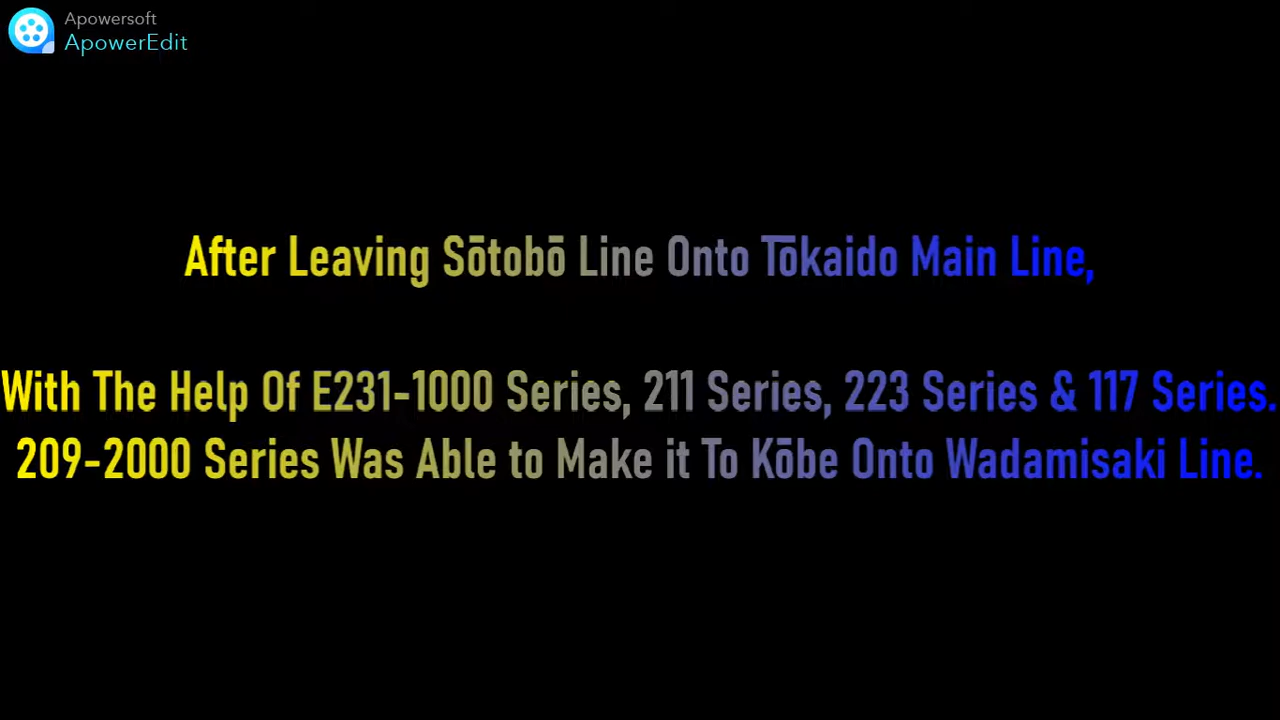 Apowersoft
ApowerEdit
After Leaving Sōtobō Line Onto Tōkaido Main Line,
With The Help Of E231-1000 Series, 211 Series, 223 Series & 117 Series.
209-2000 Series Was Able to Make it To Kōbe Onto Wadamisaki Line.